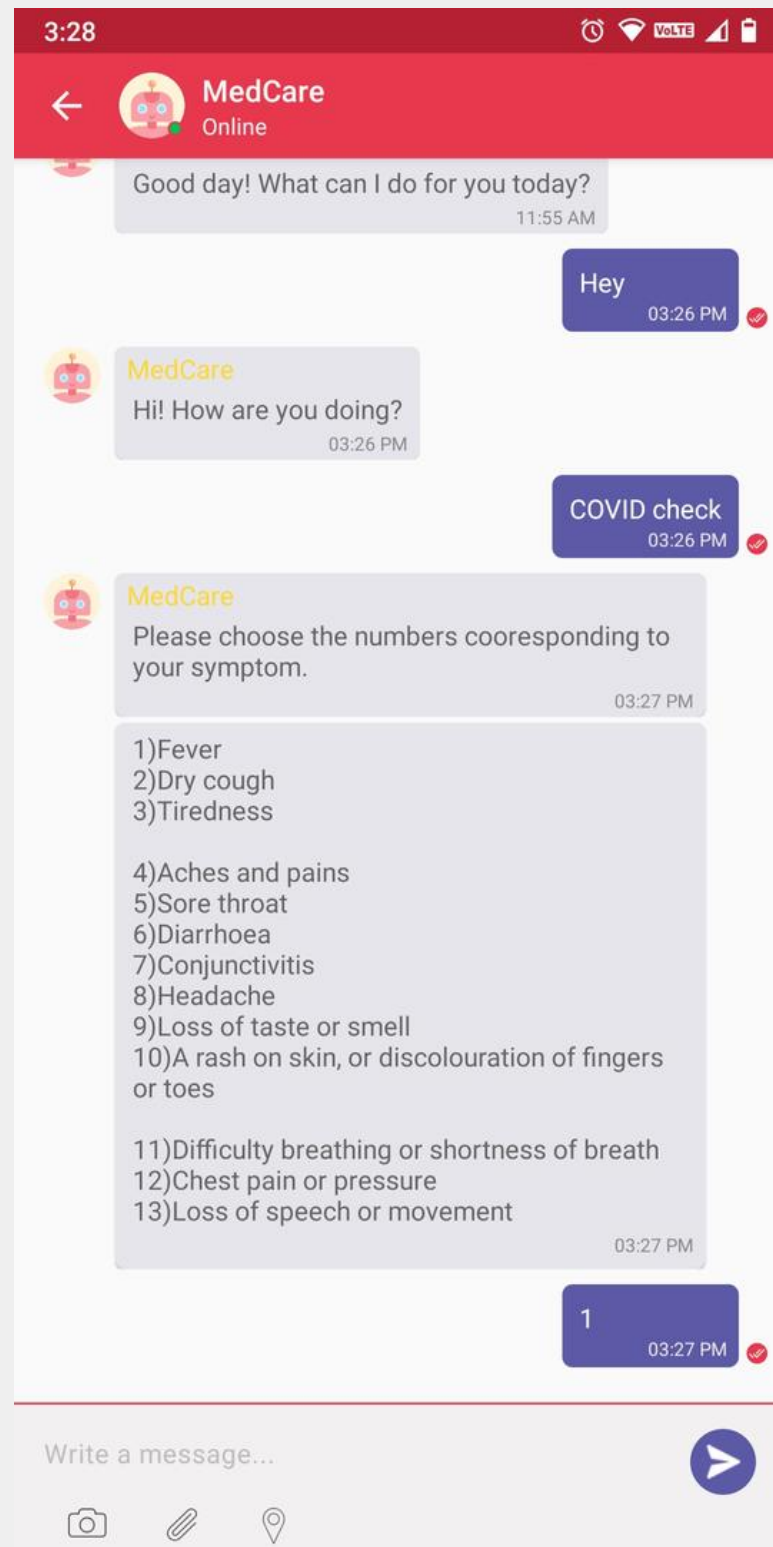 3:28
VoLTE
MedCare
Online
Good day! What can I do for you today?
11:55 AM
Hey
03:26 PM
MedCare
Hi! How are you doing?
03:26 PM
COVID check
03:26 PM
MedCare
Please choose the numbers cooresponding to
your symptom.
03:27 PM
1)Fever
2)Dry cough
3)Tiredness
4)Aches and pains
5)Sore throat
6)Diarrhoea
7)Conjunctivitis
8)Headache
9)Loss of taste or smell
10)A rash on skin, or discolouration of fingers
or toes
11)Difficulty breathing or shortness of breath
12)Chest pain or pressure
13)Loss of speech or movement
03:27 PM
1
03:27 PM
Write a message...